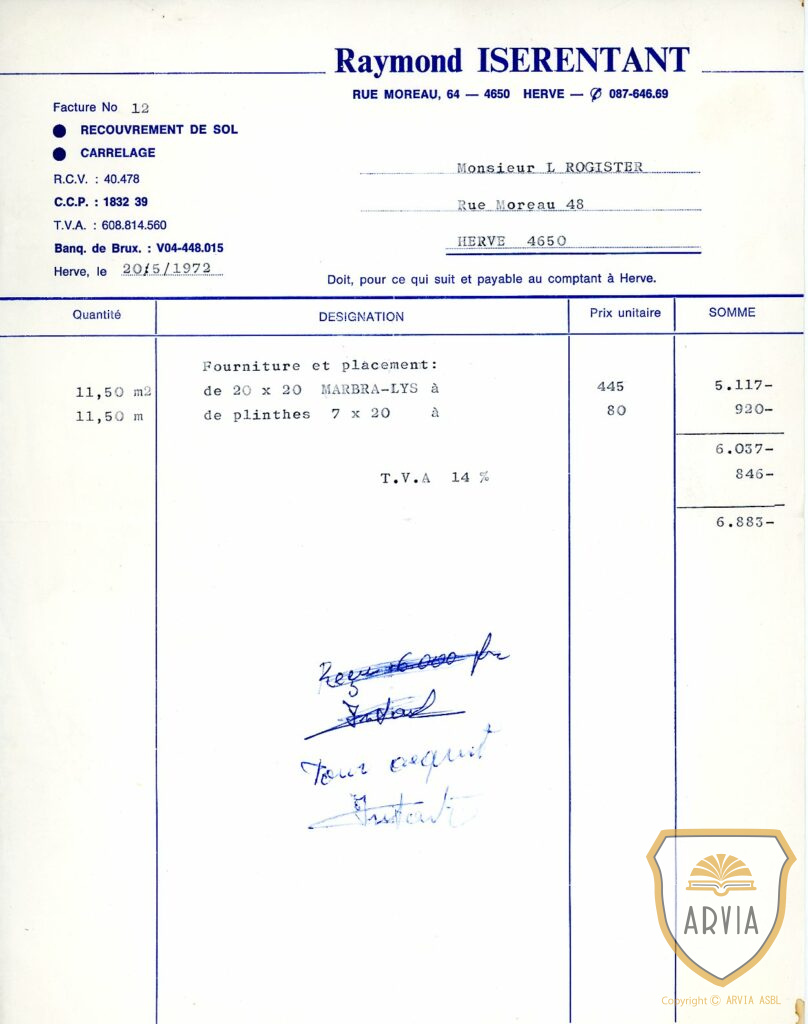 Raymond ISERENTANT
RUE MOREAU, 64 — 4650 HERVE — ✆ 087-646.69
Facture No 12
● RECOUVREMENT DE SOL
● CARRELAGE
R.C.V. : 40.478
C.C.P. : 1832 39
T.V.A. : 608.814.560
Banq. de Brux. : V04-448.015
Herve, le 20/5/1972
Monsieur L ROGISTER
Rue Moreau 48
HERVE 4650
Doit, pour ce qui suit et payable au comptant à Herve.
Quantité DESIGNATION Prix unitaire SOMME
Fourniture et placement:
11,50 m2 de 20 x 20 MARBRA-LYS à 445 5.117-
11,50 m de plinthes 7 x 20 à 80 920-
6.037-
T.V.A 14 % 846-
6.883-
6.000 fr
Pour acquit
ARVIA
Copyright © ARVIA ASBL